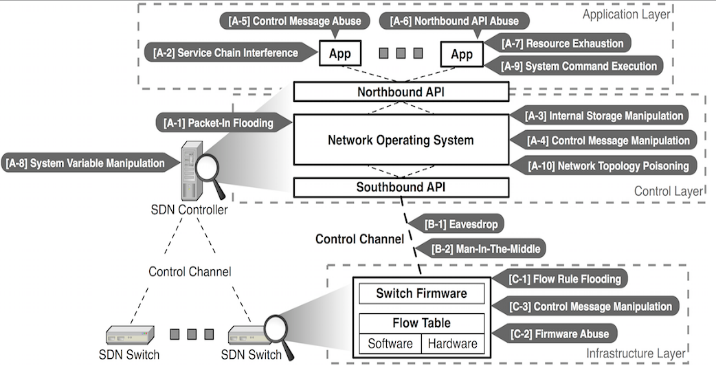 Application Layer
[A-5] Control Message Abuse
[A-6] Northbound API Abuse
[A-2] Service Chain Interference
App
App
[A-7] Resource Exhaustion
[A-9] System Command Execution
Northbound API
[A-1] Packet-In Flooding
Network Operating System
[A-3] Internal Storage Manipulation
[A-4] Control Message Manipulation
[A-8] System Variable Manipulation
[A-10] Network Topology Poisoning
Southbound API
Control Layer
SDN Controller
[B-1] Eavesdrop
Control Channel
[B-2] Man-In-The-Middle
Control Channel
[C-1] Flow Rule Flooding
Switch Firmware
[C-3] Control Message Manipulation
Flow Table
[C-2] Firmware Abuse
Software
Hardware
SDN Switch
SDN Switch
Infrastructure Layer